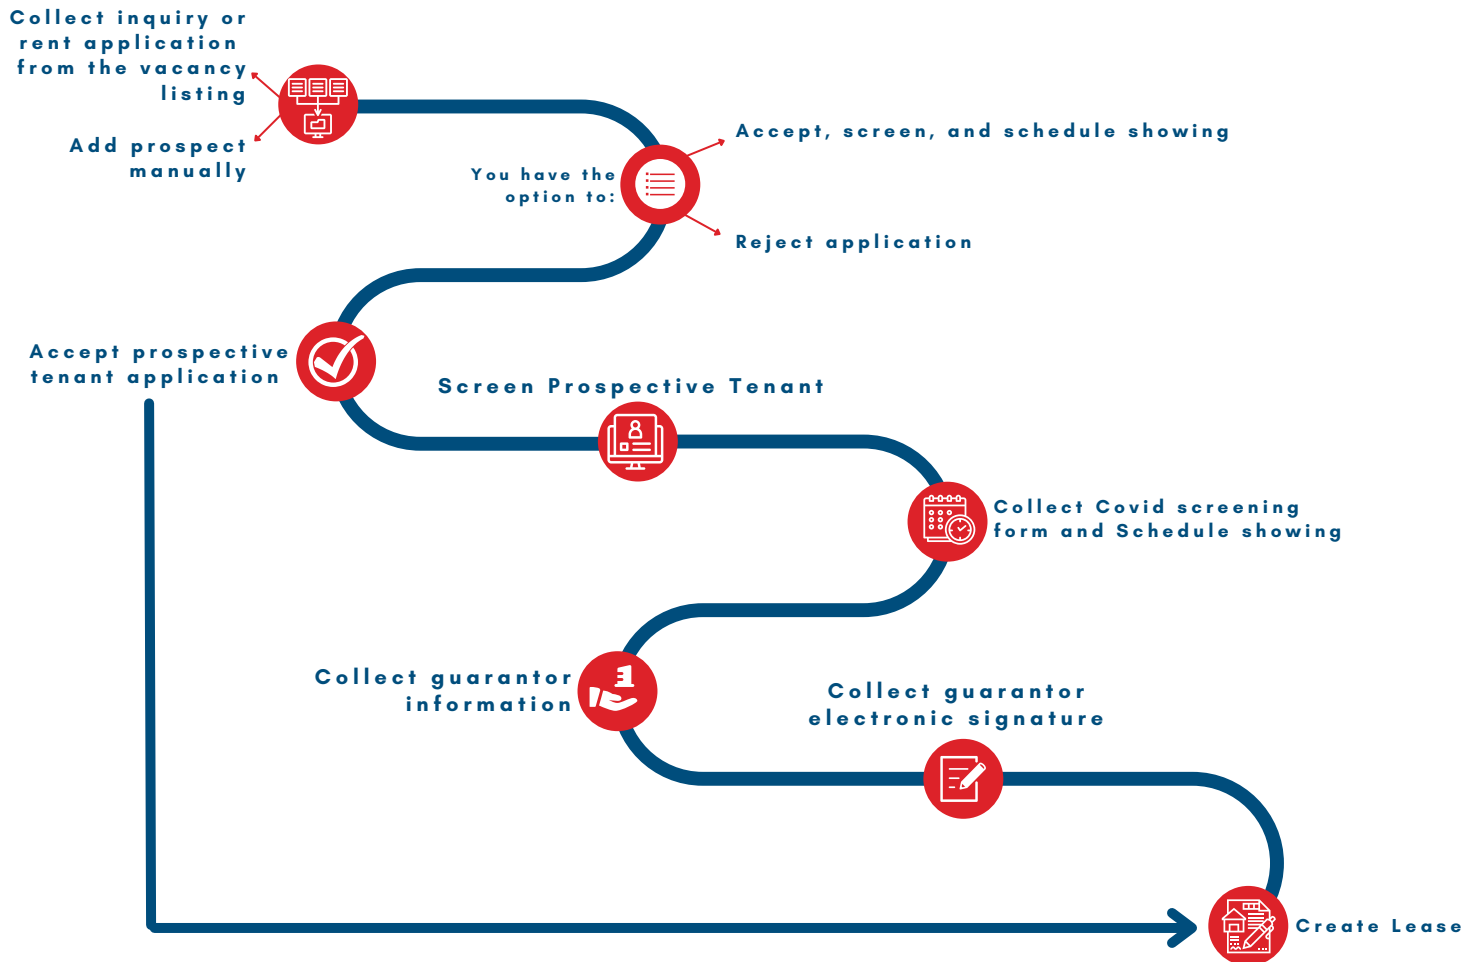 Collect inquiry or
rent application
from the vacancy
listing
Add prospect
manually
You have the
option to:
Accept, screen, and schedule showing
Reject application
Accept prospective
tenant application
Screen Prospective Tenant
Collect Covid screening
form and Schedule showing
Collect guarantor
information
Collect guarantor
electronic signature
Create Lease